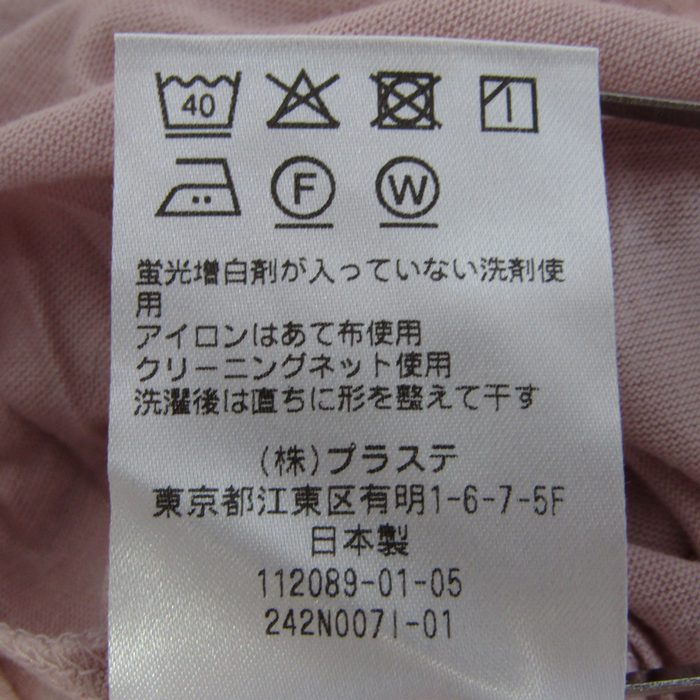 40
F W
蛍光増白剤が入っていない洗剤使
用
アイロンはあて布使用
クリーニングネット使用
洗濯後は直ちに形を整えて干す
(株)プラステ
東京都江東区有明1-6-7-5F
日本製
112089-01-05
242N0071-01